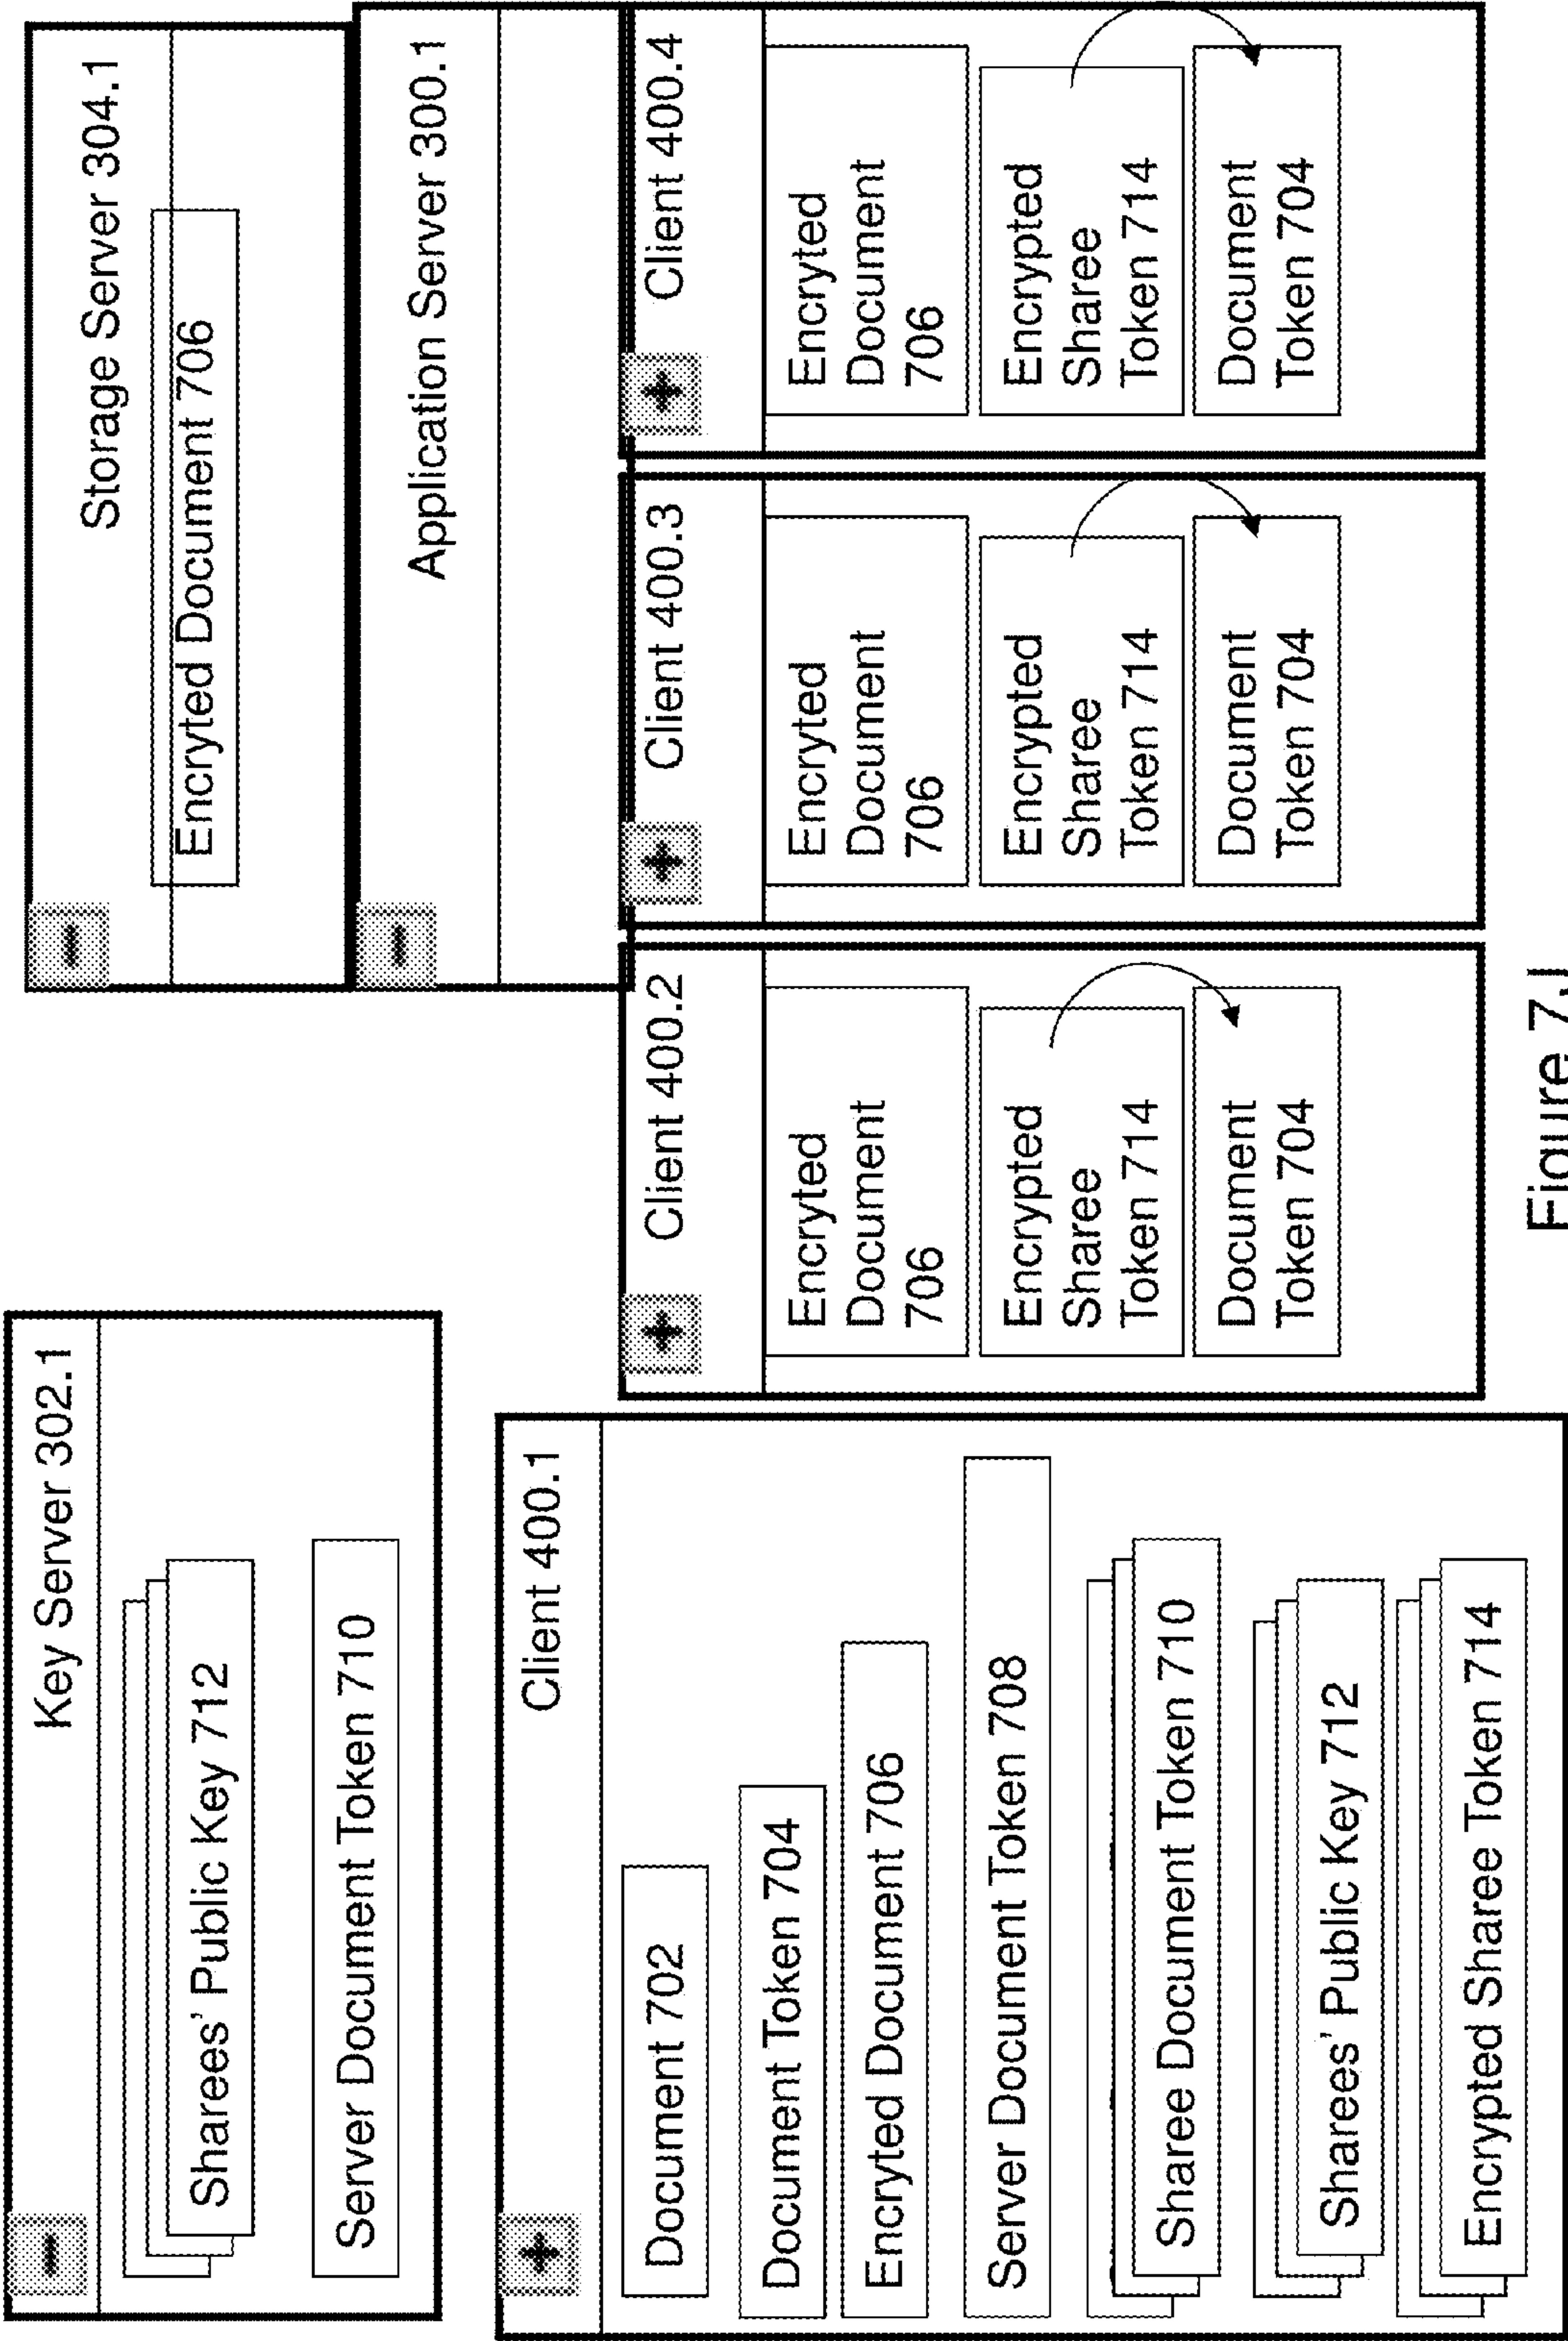 Key Server 302.1
Sharees' Public Key 712
Server Document Token 710
Storage Server 304.1
Encryted Document 706
Application Server 300.1
Client 400.1
Document 702
Document Token 704
Encryted Document 706
Server Document Token 708
Sharee Document Token 710
Sharees' Public Key 712
Encrypted Sharee Token 714
Client 400.2
Encryted
Document
706
Encrypted
Sharee
Token 714
Document
Token 704
Client 400.3
Encryted
Document
706
Encrypted
Sharee
Token 714
Document
Token 704
Client 400.4
Encryted
Document
706
Encrypted
Sharee
Token 714
Document
Token 704
Figure 7J